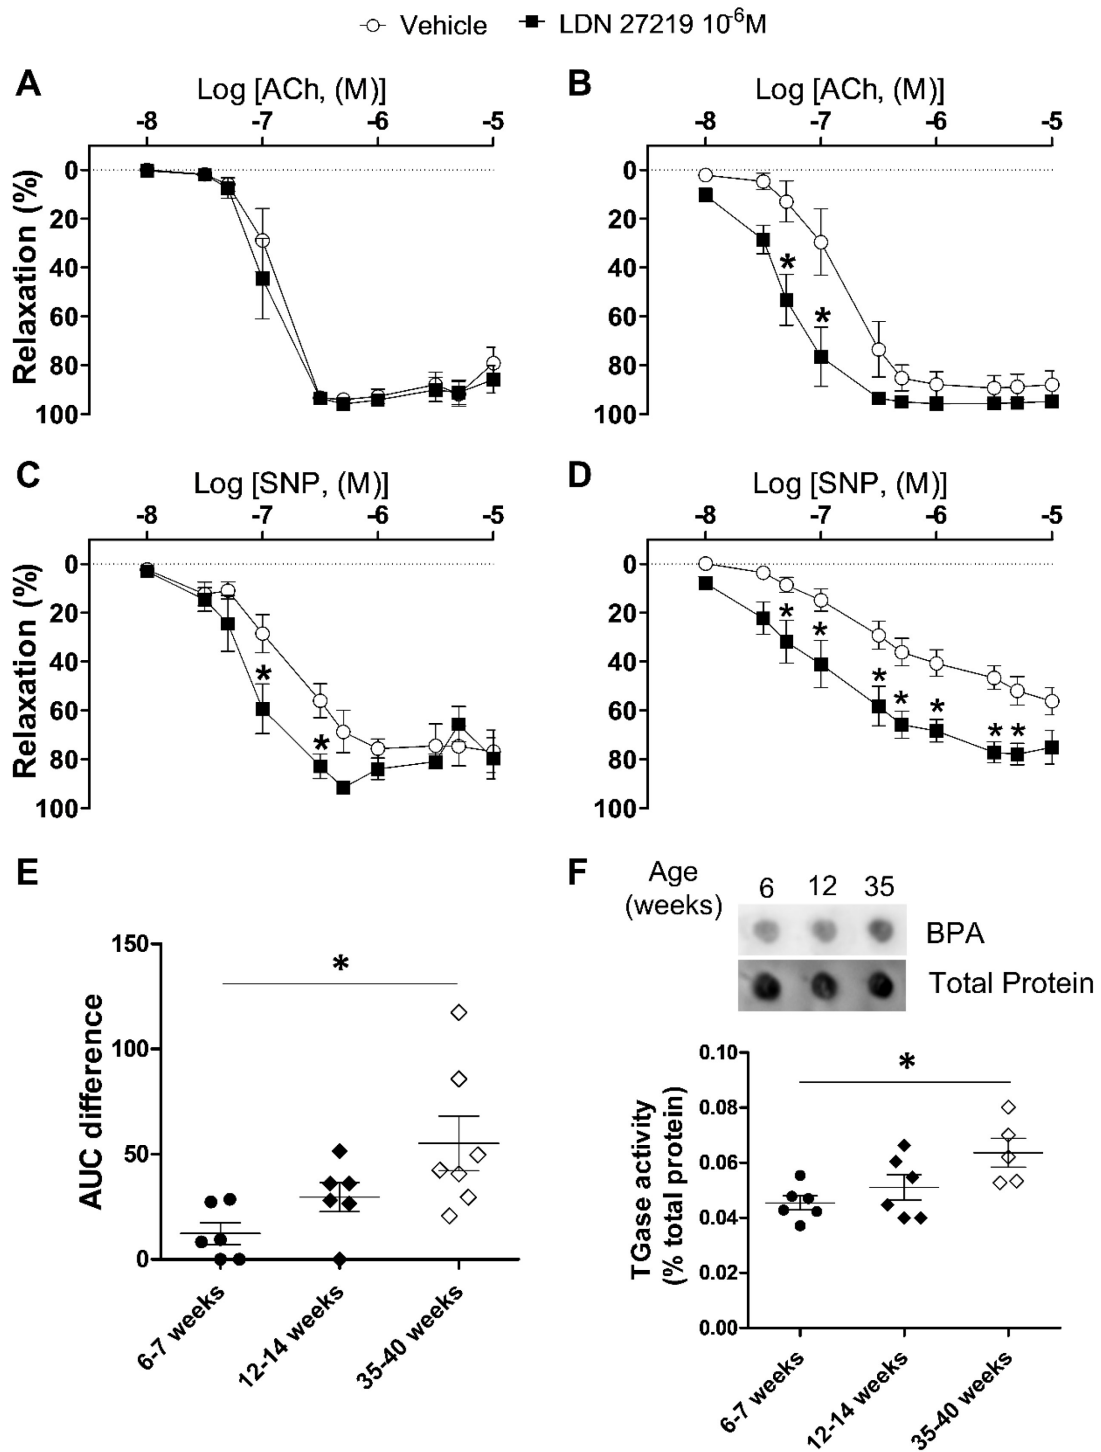 Vehicle LDN 27219 10⁻⁶M
A
Log [ACh, (M)]
-8 -7 -6 -5
Relaxation (%)
0
20
40
60
80
100
*
*
B
Log [ACh, (M)]
-8 -7 -6 -5
0
20
40
60
80
100
C
Log [SNP, (M)]
-8 -7 -6 -5
Relaxation (%)
0
20
40
60
80
100
*
*
D
Log [SNP, (M)]
-8 -7 -6 -5
0
20
40
60
80
100
*
*
*
*
*
* *
E
AUC difference
150
100
50
0
*
6-7 weeks
12-14 weeks
35-40 weeks
F
Age
(weeks)
6 12 35
BPA
Total Protein
TGase activity
(% total protein)
0.10
0.08
0.06
0.04
0.02
0.00
*
6-7 weeks
12-14 weeks
35-40 weeks